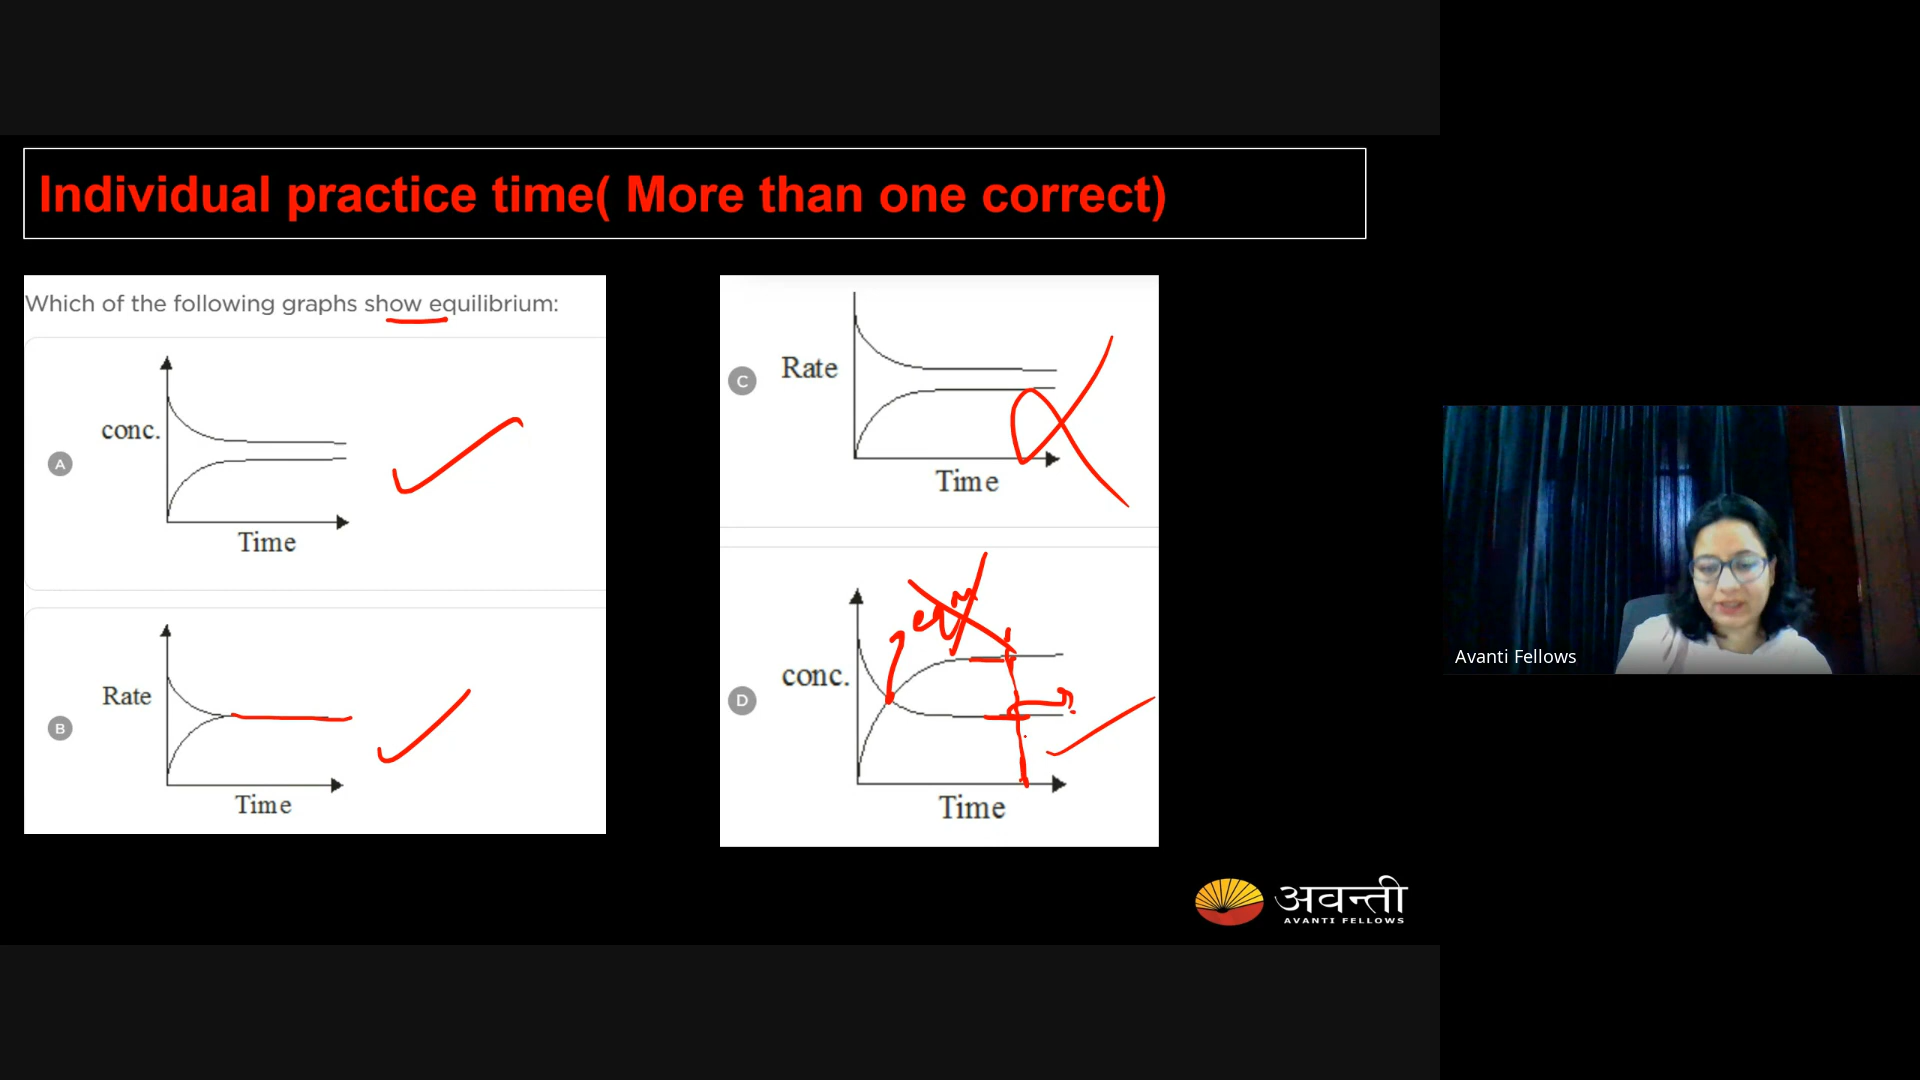 Individual practice time( More than one correct)
Which of the following graphs show equilibrium:
A
conc.
Time
B
Rate
Time
C
Rate
Time
D
conc.
eqm
?
Time
Avanti Fellows
अवन्ती
AVANTI FELLOWS